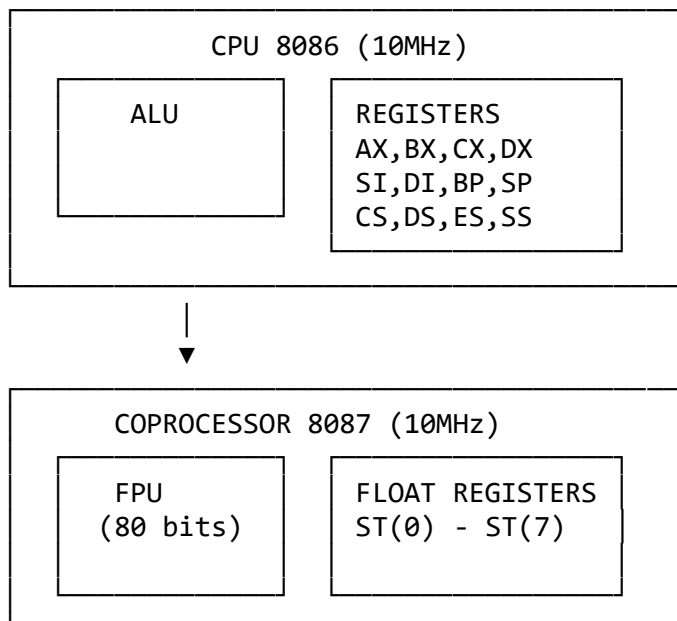 CPU 8086 (10MHz)
ALU
REGISTERS
AX,BX,CX,DX
SI,DI,BP,SP
CS,DS,ES,SS
COPROCESSOR 8087 (10MHz)
FPU
(80 bits)
FLOAT REGISTERS
ST(0) - ST(7)